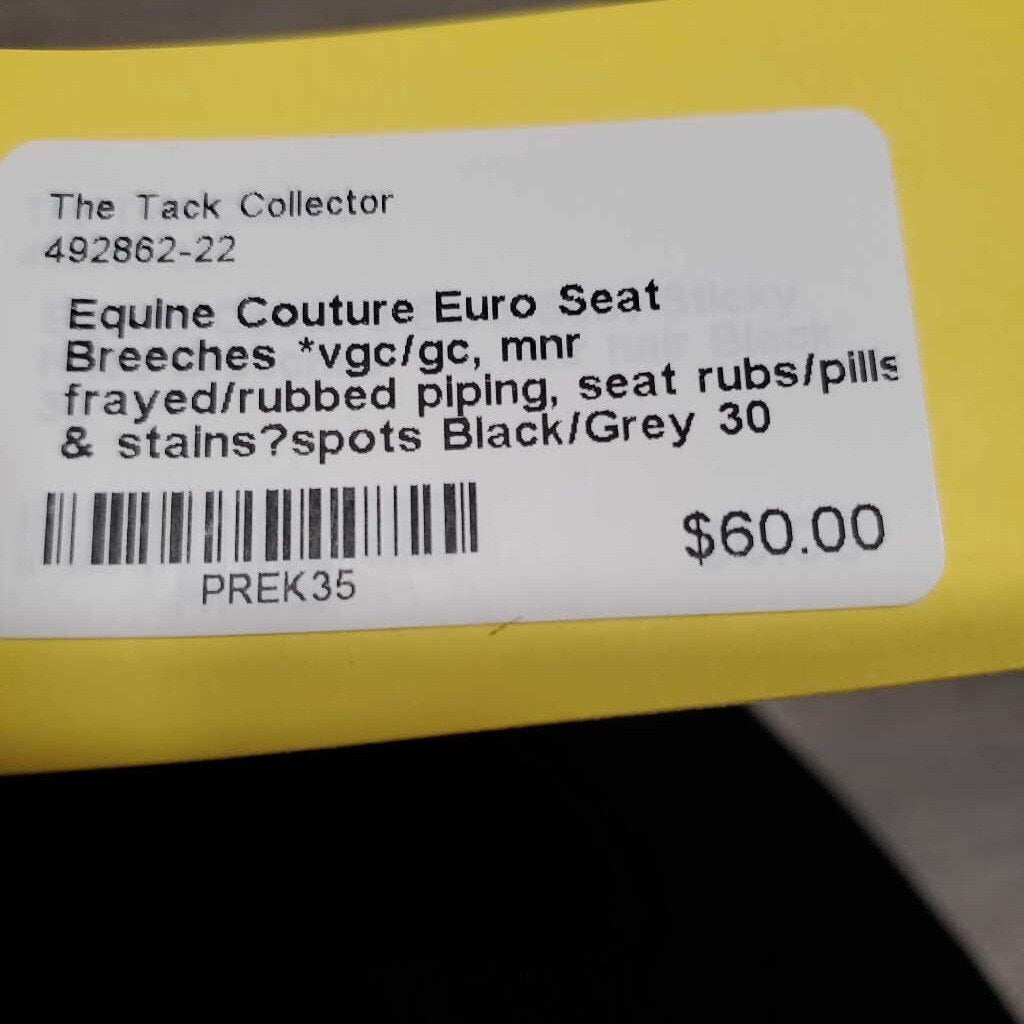 The Tack Collector
492862-22
Equine Couture Euro Seat
Breeches *vgc/gc, mnr
frayed/rubbed piping, seat rubs/pills
& stains?spots Black/Grey 30
PREK35
$60.00